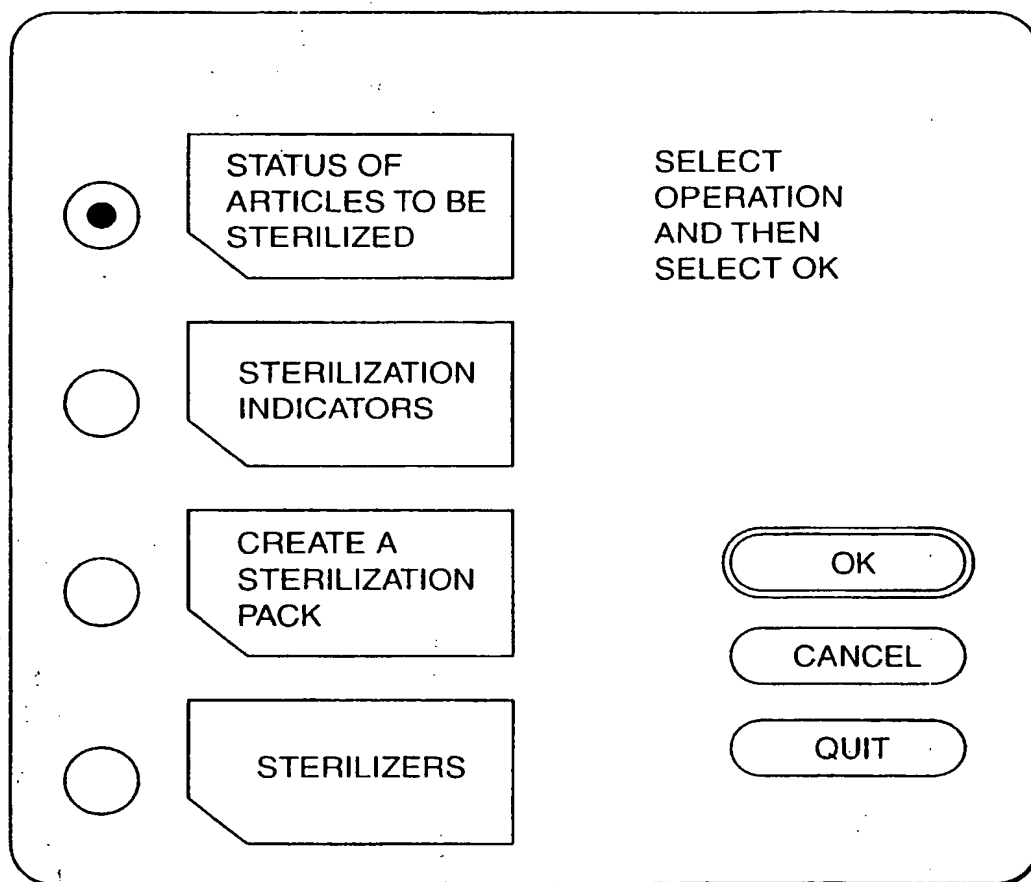 STATUS OF
ARTICLES TO BE
STERILIZED
SELECT
OPERATION
AND THEN
SELECT OK
STERILIZATION
INDICATORS
CREATE A
STERILIZATION
PACK
OK
CANCEL
QUIT
STERILIZERS